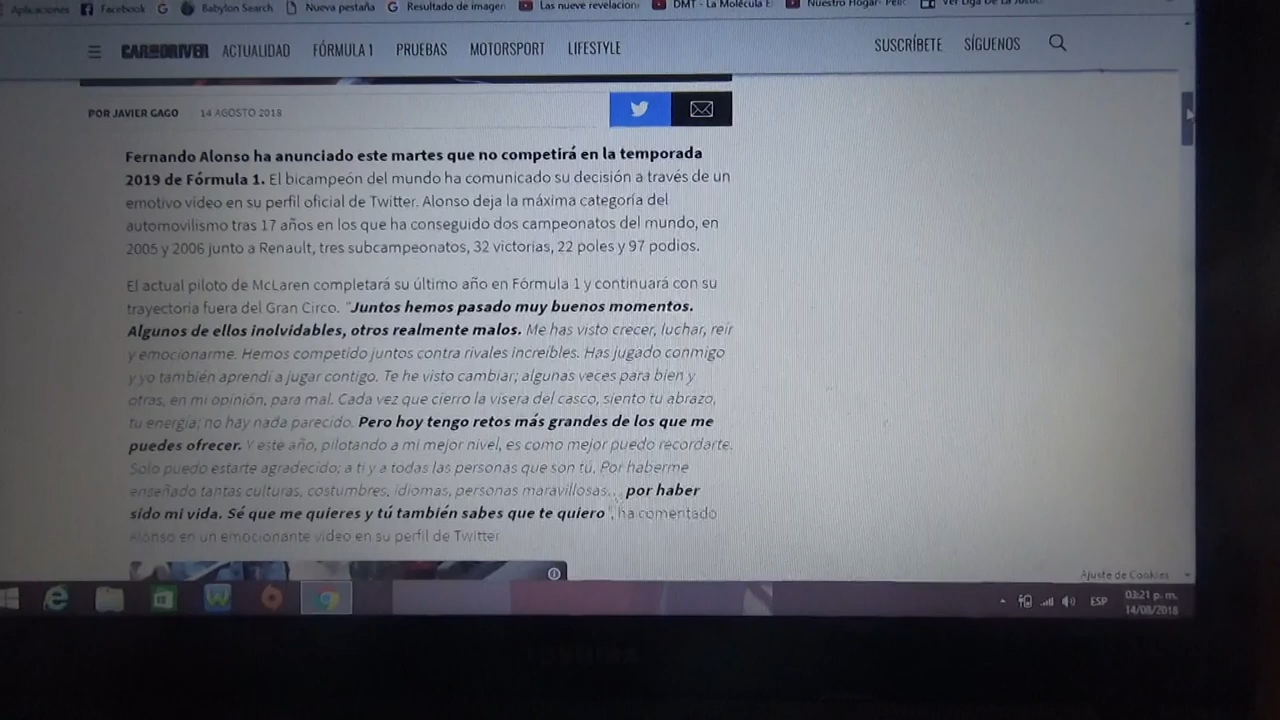 Aplicaciones Facebook Babylon Search Nueva pestaña Resultado de imagen Las nueve revelacion DMT - La Molécula E Nuestro Hogar- Pelíc
CAR and DRIVER ACTUALIDAD FÓRMULA 1 PRUEBAS MOTORSPORT LIFESTYLE SUSCRÍBETE SÍGUENOS
POR JAVIER GAGO 14 AGOSTO 2018
Fernando Alonso ha anunciado este martes que no competirá en la temporada
2019 de Fórmula 1. El bicampeón del mundo ha comunicado su decisión a través de un
emotivo vídeo en su perfil oficial de Twitter. Alonso deja la máxima categoría del
automovilismo tras 17 años en los que ha conseguido dos campeonatos del mundo, en
2005 y 2006 junto a Renault, tres subcampeonatos, 32 victorias, 22 poles y 97 podios.
El actual piloto de McLaren completará su último año en Fórmula 1 y continuará con su
trayectoria fuera del Gran Circo. "Juntos hemos pasado muy buenos momentos.
Algunos de ellos inolvidables, otros realmente malos. Me has visto crecer, luchar, reír
y emocionarme. Hemos competido juntos contra rivales increíbles. Has jugado conmigo
y yo también aprendí a jugar contigo. Te he visto cambiar; algunas veces para bien y
otras, en mi opinión, para mal. Cada vez que cierro la visera del casco, siento tu abrazo,
tu energía; no hay nada parecido. Pero hoy tengo retos más grandes de los que me
puedes ofrecer. Y este año, pilotando a mi mejor nivel, es como mejor puedo recordarte.
Solo puedo estarte agradecido; a ti y a todas las personas que son tú. Por haberme
enseñado tantas culturas, costumbres, idiomas, personas maravillosas... por haber
sido mi vida. Sé que me quieres y tú también sabes que te quiero", ha comentado
Alonso en un emocionante vídeo en su perfil de Twitter
Ajuste de Cookies
ESP 03:21 p. m.
14/08/2018